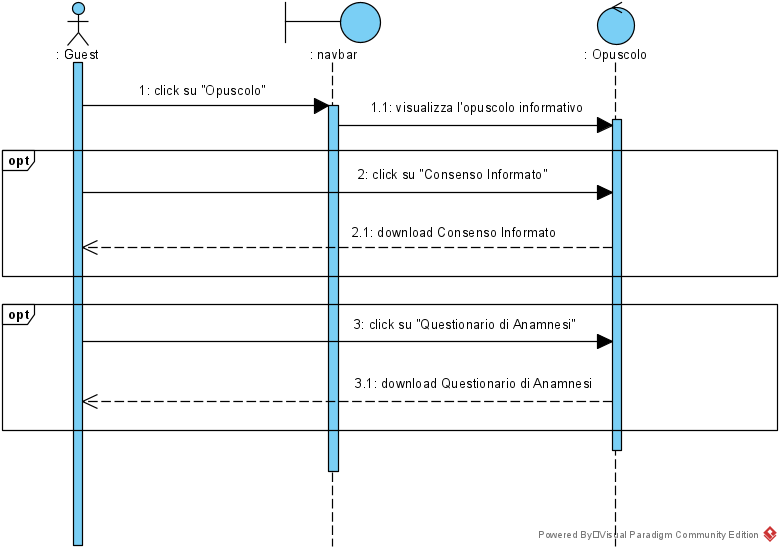 : Guest
: navbar
: Opuscolo
1: click su "Opuscolo"
1.1: visualizza l'opuscolo informativo
opt
2: click su "Consenso Informato"
2.1: download Consenso Informato
opt
3: click su "Questionario di Anamnesi"
3.1: download Questionario di Anamnesi
Powered By□Visual Paradigm Community Edition